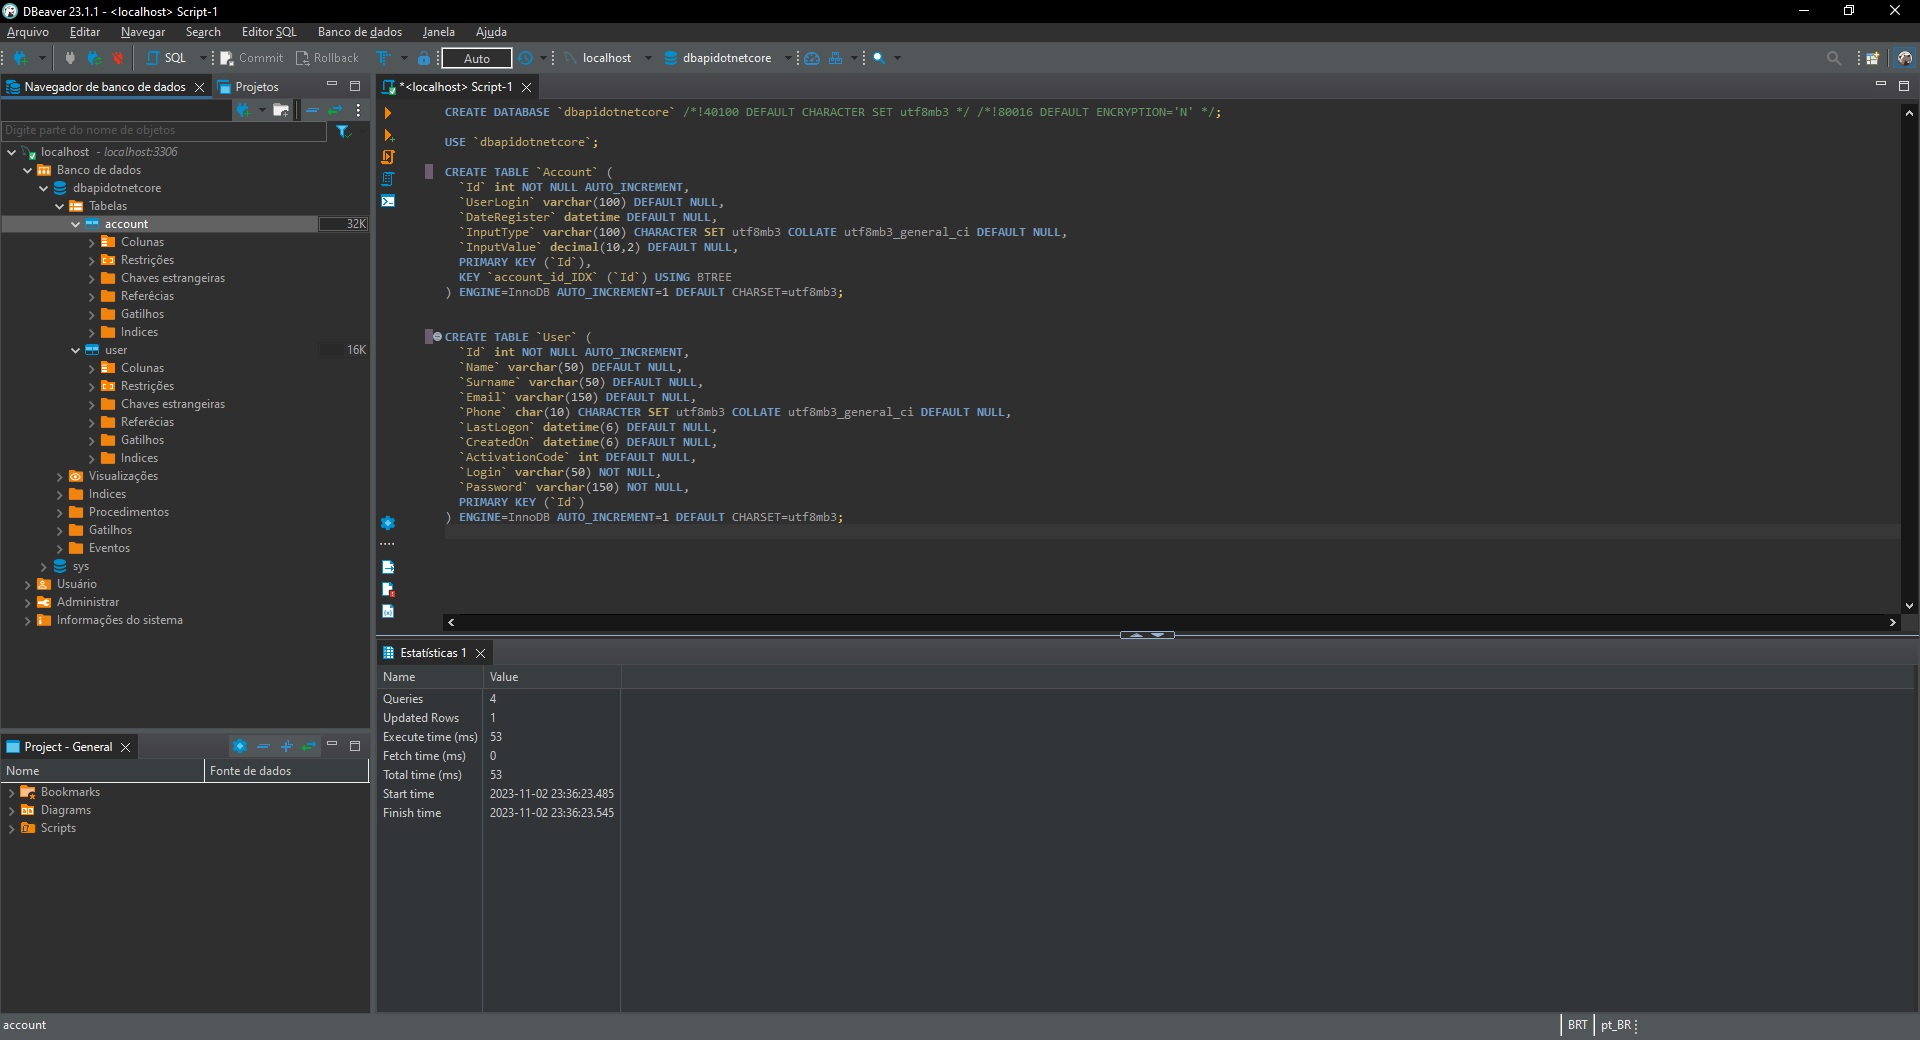 DBeaver 23.1.1 - <localhost> Script-1
Arquivo Editar Navegar Search Editor SQL Banco de dados Janela Ajuda
SQL Commit Rollback Auto localhost dbapidotnetcore
Navegador de banco de dados Projetos
Digite parte do nome de objetos
localhost - localhost:3306
Banco de dados
dbapidotnetcore
Tabelas
account 32K
Colunas
Restrições
Chaves estrangeiras
Referêcias
Gatilhos
Indices
user 16K
Colunas
Restrições
Chaves estrangeiras
Referêcias
Gatilhos
Indices
Visualizações
Indices
Procedimentos
Gatilhos
Eventos
sys
Usuário
Administrar
Informações do sistema
Project - General
Nome Fonte de dados
Bookmarks
Diagrams
Scripts
*<localhost> Script-1
CREATE DATABASE `dbapidotnetcore` /*!40100 DEFAULT CHARACTER SET utf8mb3 */ /*!80016 DEFAULT ENCRYPTION='N' */;
USE `dbapidotnetcore`;
CREATE TABLE `Account` (
`Id` int NOT NULL AUTO_INCREMENT,
`UserLogin` varchar(100) DEFAULT NULL,
`DateRegister` datetime DEFAULT NULL,
`InputType` varchar(100) CHARACTER SET utf8mb3 COLLATE utf8mb3_general_ci DEFAULT NULL,
`InputValue` decimal(10,2) DEFAULT NULL,
PRIMARY KEY (`Id`),
KEY `account_id_IDX` (`Id`) USING BTREE
) ENGINE=InnoDB AUTO_INCREMENT=1 DEFAULT CHARSET=utf8mb3;
CREATE TABLE `User` (
`Id` int NOT NULL AUTO_INCREMENT,
`Name` varchar(50) DEFAULT NULL,
`Surname` varchar(50) DEFAULT NULL,
`Email` varchar(150) DEFAULT NULL,
`Phone` char(10) CHARACTER SET utf8mb3 COLLATE utf8mb3_general_ci DEFAULT NULL,
`LastLogon` datetime(6) DEFAULT NULL,
`CreatedOn` datetime(6) DEFAULT NULL,
`ActivationCode` int DEFAULT NULL,
`Login` varchar(50) NOT NULL,
`Password` varchar(150) NOT NULL,
PRIMARY KEY (`Id`)
) ENGINE=InnoDB AUTO_INCREMENT=1 DEFAULT CHARSET=utf8mb3;
Estatísticas 1
Name Value
Queries 4
Updated Rows 1
Execute time (ms) 53
Fetch time (ms) 0
Total time (ms) 53
Start time 2023-11-02 23:36:23.485
Finish time 2023-11-02 23:36:23.545
account BRT pt_BR